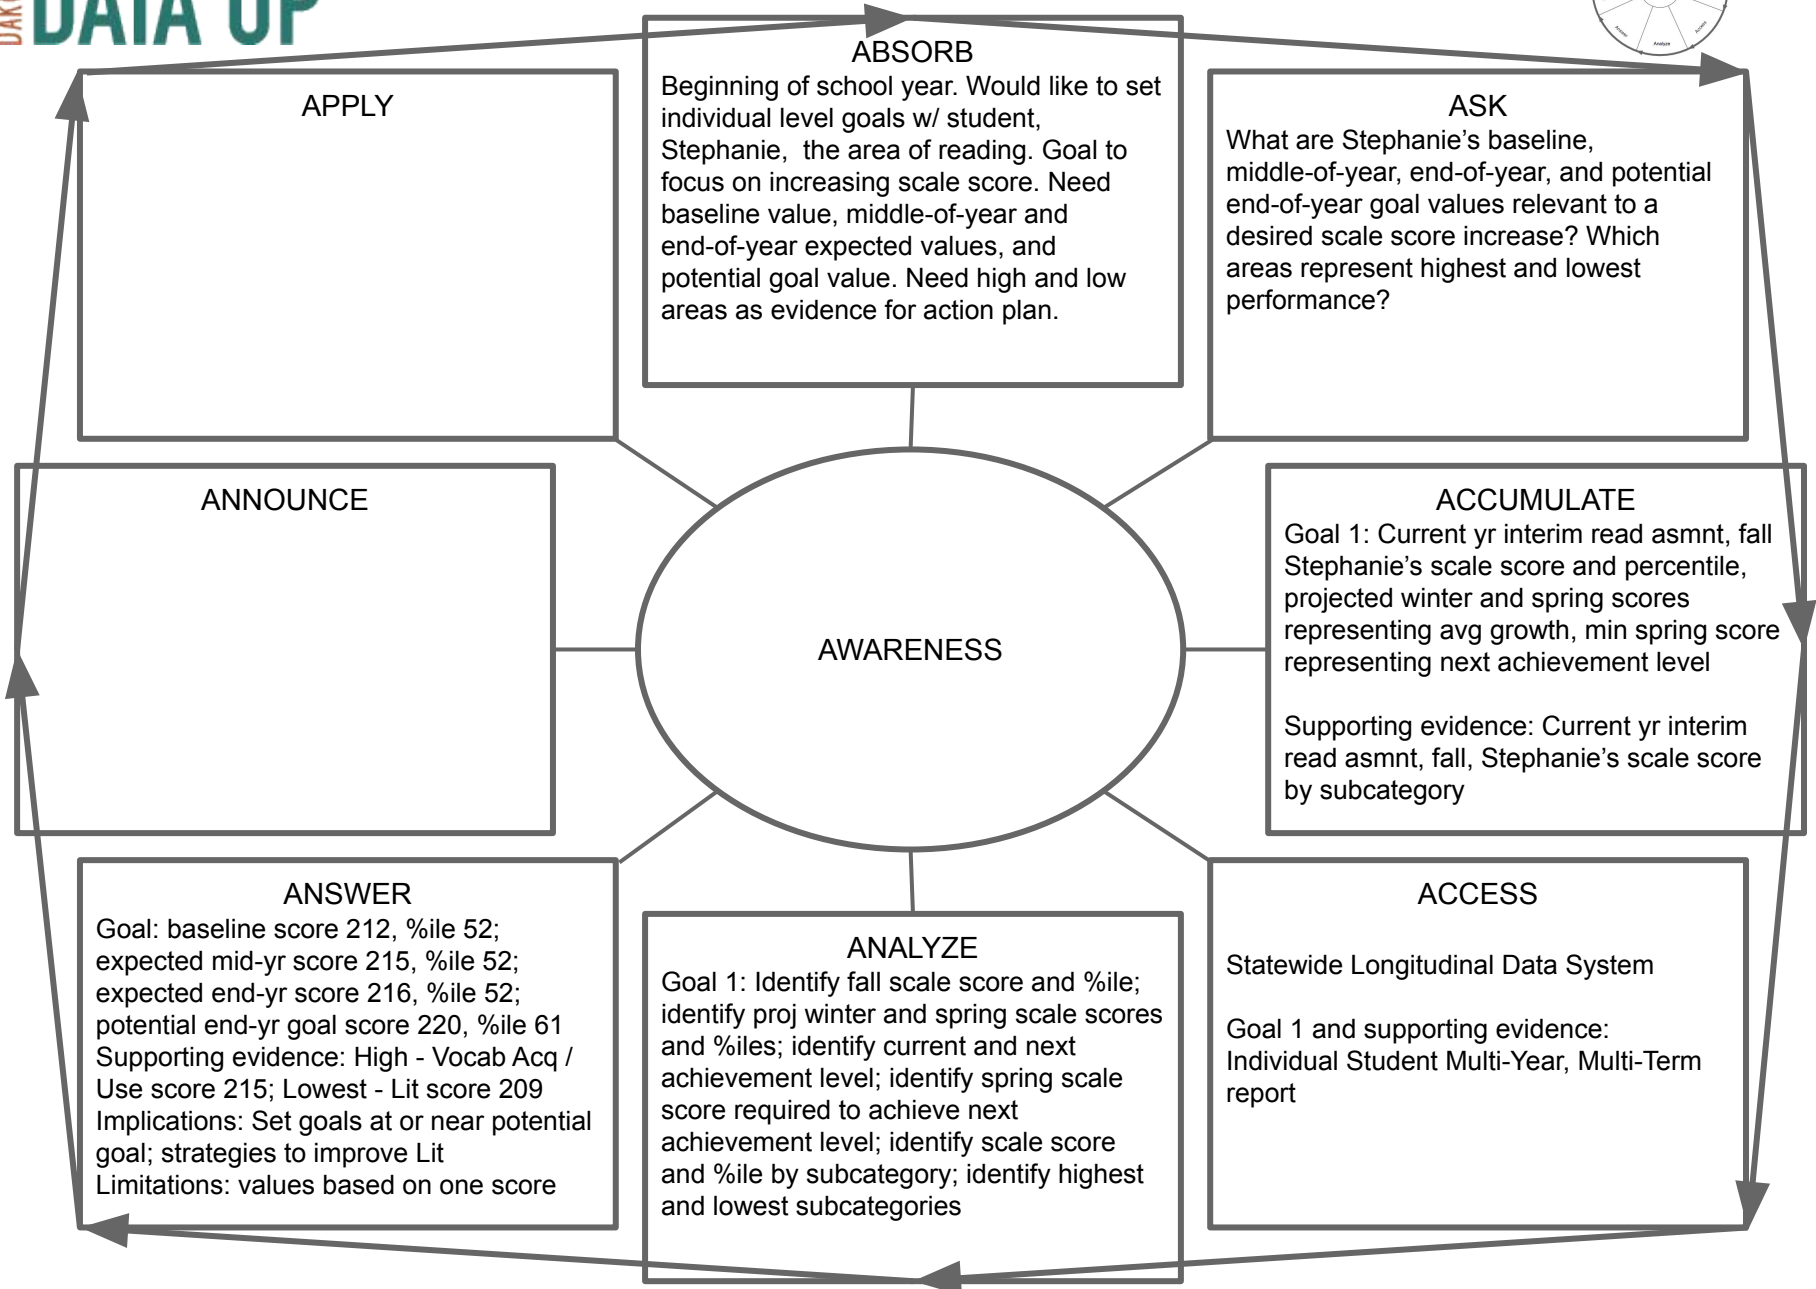 DATA UP
Analyze
ABSORB
Beginning of school year. Would like to set
individual level goals w/ student,
Stephanie,  the area of reading. Goal to
focus on increasing scale score. Need
baseline value, middle-of-year and
end-of-year expected values, and
potential goal value. Need high and low
areas as evidence for action plan.
ASK
What are Stephanie’s baseline,
middle-of-year, end-of-year, and potential
end-of-year goal values relevant to a
desired scale score increase? Which
areas represent highest and lowest
performance?
ACCUMULATE
Goal 1: Current yr interim read asmnt, fall
Stephanie’s scale score and percentile,
projected winter and spring scores
representing avg growth, min spring score
representing next achievement level
Supporting evidence: Current yr interim
read asmnt, fall, Stephanie’s scale score
by subcategory
ACCESS
Statewide Longitudinal Data System
Goal 1 and supporting evidence:
Individual Student Multi-Year, Multi-Term
report
ANALYZE
Goal 1: Identify fall scale score and %ile;
identify proj winter and spring scale scores
and %iles; identify current and next
achievement level; identify spring scale
score required to achieve next
achievement level; identify scale score
and %ile by subcategory; identify highest
and lowest subcategories
ANSWER
Goal: baseline score 212, %ile 52;
expected mid-yr score 215, %ile 52;
expected end-yr score 216, %ile 52;
potential end-yr goal score 220, %ile 61
Supporting evidence: High - Vocab Acq /
Use score 215; Lowest - Lit score 209
Implications: Set goals at or near potential
goal; strategies to improve Lit
Limitations: values based on one score
ANNOUNCE
APPLY
AWARENESS